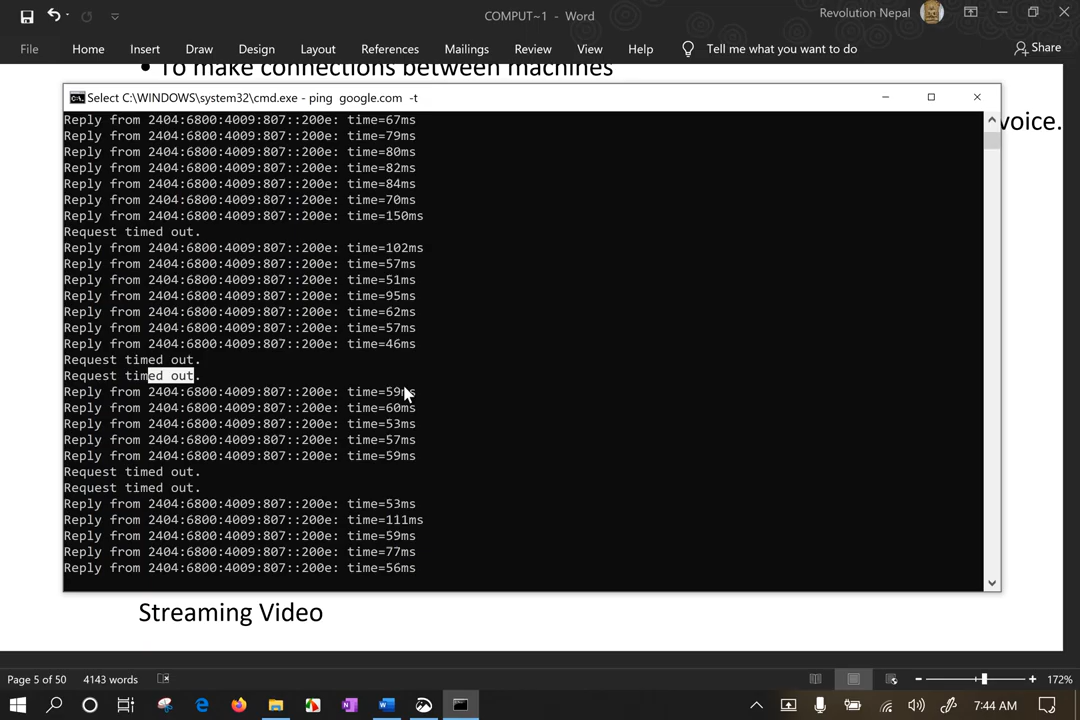 COMPUT~1 - Word
Revolution Nepal
File Home Insert Draw Design Layout References Mailings Review View Help Tell me what you want to do Share
• To make connections between machines
voice.
Select C:\WINDOWS\system32\cmd.exe - ping google.com -t
Reply from 2404:6800:4009:807::200e: time=67ms
Reply from 2404:6800:4009:807::200e: time=79ms
Reply from 2404:6800:4009:807::200e: time=80ms
Reply from 2404:6800:4009:807::200e: time=82ms
Reply from 2404:6800:4009:807::200e: time=84ms
Reply from 2404:6800:4009:807::200e: time=70ms
Reply from 2404:6800:4009:807::200e: time=150ms
Request timed out.
Reply from 2404:6800:4009:807::200e: time=102ms
Reply from 2404:6800:4009:807::200e: time=57ms
Reply from 2404:6800:4009:807::200e: time=51ms
Reply from 2404:6800:4009:807::200e: time=95ms
Reply from 2404:6800:4009:807::200e: time=62ms
Reply from 2404:6800:4009:807::200e: time=57ms
Reply from 2404:6800:4009:807::200e: time=46ms
Request timed out.
Request timed out.
Reply from 2404:6800:4009:807::200e: time=59ms
Reply from 2404:6800:4009:807::200e: time=60ms
Reply from 2404:6800:4009:807::200e: time=53ms
Reply from 2404:6800:4009:807::200e: time=57ms
Reply from 2404:6800:4009:807::200e: time=59ms
Request timed out.
Request timed out.
Reply from 2404:6800:4009:807::200e: time=53ms
Reply from 2404:6800:4009:807::200e: time=111ms
Reply from 2404:6800:4009:807::200e: time=59ms
Reply from 2404:6800:4009:807::200e: time=77ms
Reply from 2404:6800:4009:807::200e: time=56ms
Streaming Video
Page 5 of 50 4143 words 172%
7:44 AM